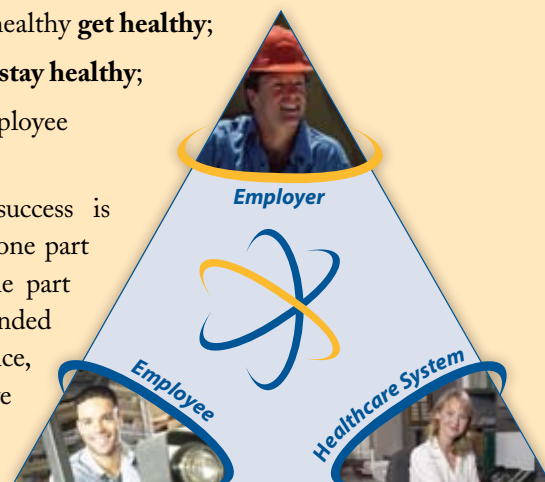 healthy get healthy;
stay healthy;
ployee
success is
one part
e part
nded
ce,
e
Employer
Employee
Healthcare System